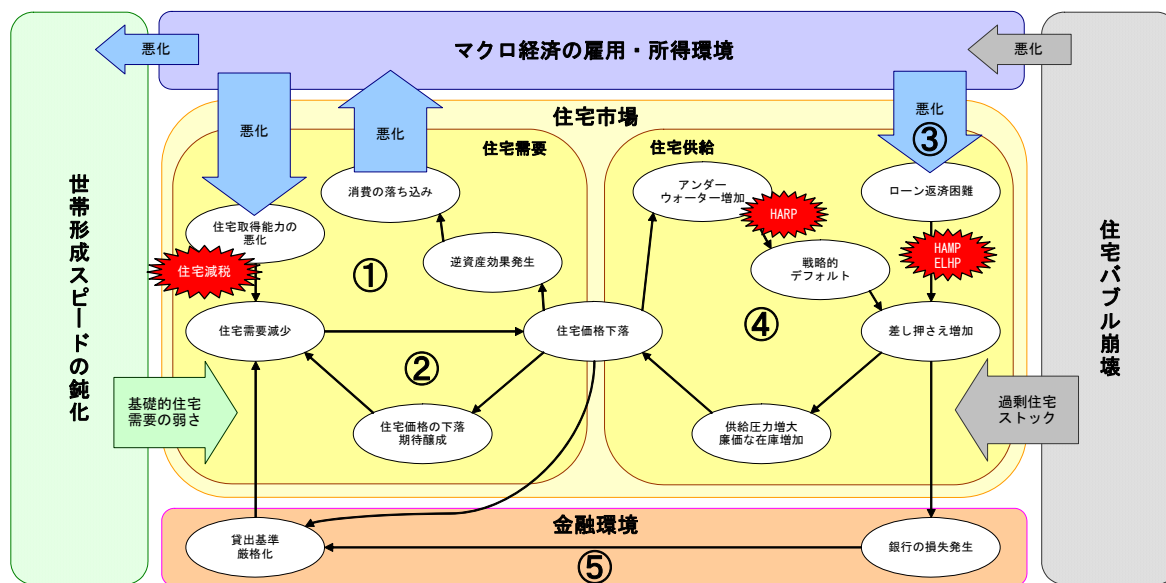 マクロ経済の雇用・所得環境
悪化
悪化
世帯形成スピードの鈍化
住宅バブル崩壊
住宅市場
悪化
悪化
悪化
③
住宅需要
住宅供給
消費の落ち込み
アンダー
ウォーター増加
ローン返済困難
HARP
住宅取得能力の
悪化
住宅減税
①
逆資産効果発生
戦略的
デフォルト
HAMP
ELHP
④
住宅需要減少
住宅価格下落
差し押さえ増加
②
基礎的住宅
需要の弱さ
過剰住宅
ストック
住宅価格の下落
期待醸成
供給圧力増大
廉価な在庫増加
金融環境
貸出基準
厳格化
銀行の損失発生
⑤